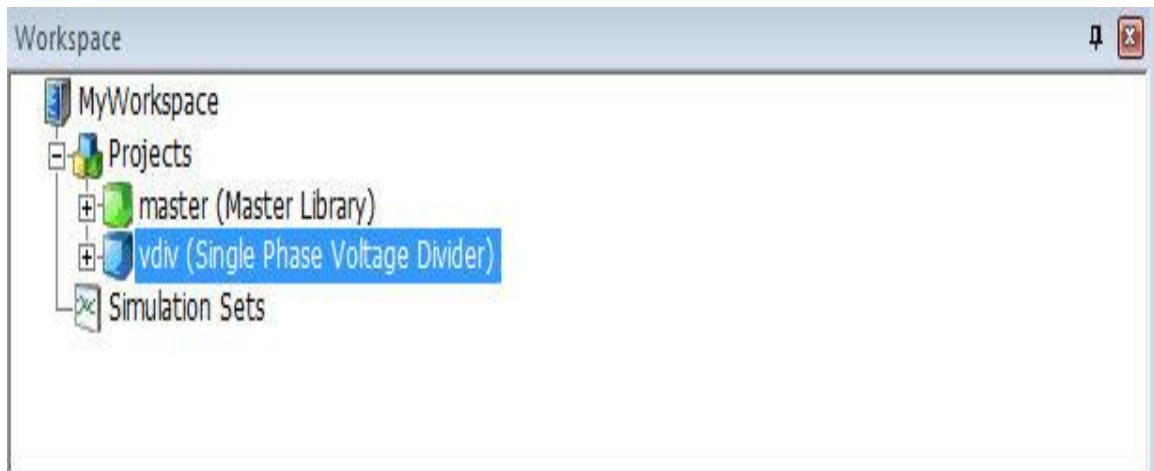 Workspace
MyWorkspace
Projects
master (Master Library)
vdiv (Single Phase Voltage Divider)
Simulation Sets